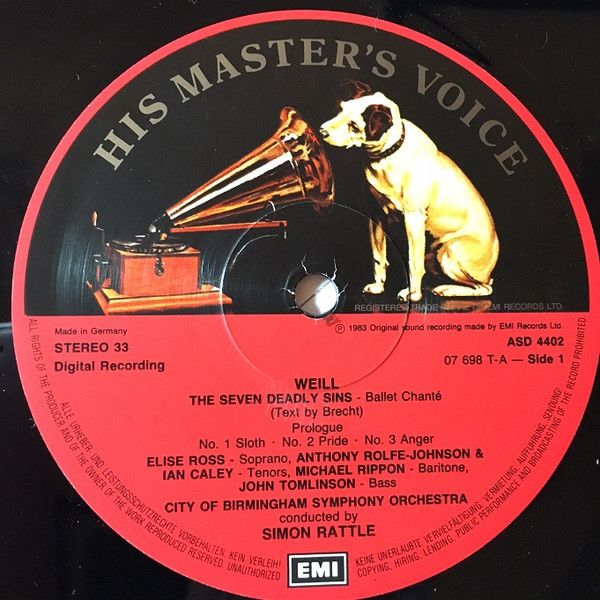 HIS MASTER'S VOICE
REGISTERED TRADE MARK OF EMI RECORDS LTD.
Made in Germany
℗ 1983 Original sound recording made by EMI Records Ltd.
STEREO 33
ASD 4402
Digital Recording
07 698 T-A — Side 1
WEILL
THE SEVEN DEADLY SINS - Ballet Chanté
(Text by Brecht)
Prologue
No. 1 Sloth · No. 2 Pride · No. 3 Anger
ELISE ROSS - Soprano, ANTHONY ROLFE-JOHNSON &
IAN CALEY - Tenors, MICHAEL RIPPON - Baritone,
JOHN TOMLINSON - Bass
CITY OF BIRMINGHAM SYMPHONY ORCHESTRA
conducted by
SIMON RATTLE
EMI
ALL RIGHTS OF THE PRODUCER AND OF THE OWNER OF THE WORK REPRODUCED RESERVED. UNAUTHORIZED
ALLE URHEBER- UND LEISTUNGSSCHUTZRECHTE VORBEHALTEN. KEIN VERLEIH!
KEINE UNERLAUBTE VERVIELFÄLTIGUNG, VERMIETUNG, AUFFÜHRUNG, SENDUNG!
COPYING, HIRING, LENDING, PUBLIC PERFORMANCE AND BROADCASTING OF THE RECORD PROHIBITED.